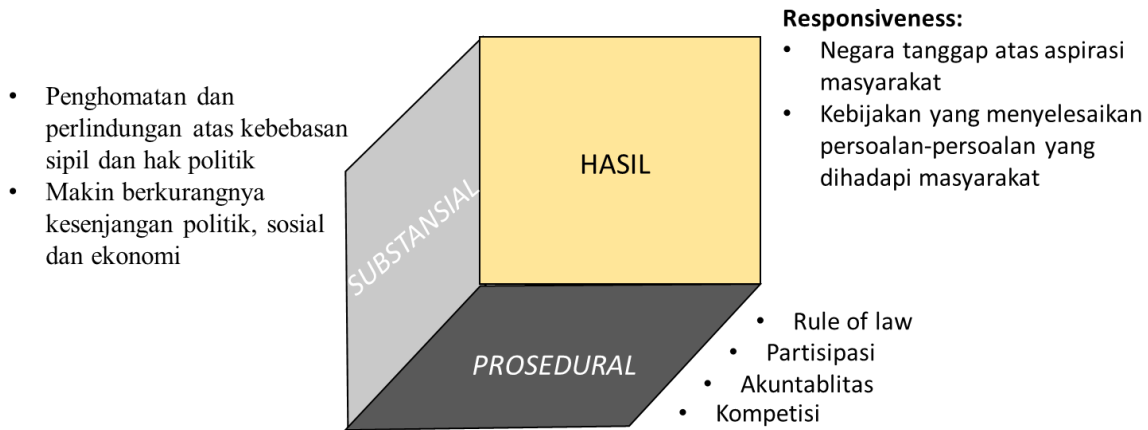 Responsiveness:
• Negara tanggap atas aspirasi
masyarakat
• Kebijakan yang menyelesaikan
persoalan-persoalan yang
dihadapi masyarakat
• Penghomatan dan
perlindungan atas kebebasan
sipil dan hak politik
• Makin berkurangnya
kesenjangan politik, sosial
dan ekonomi
HASIL
SUBSTANSIAL
PROSEDURAL
• Rule of law
• Partisipasi
• Akuntablitas
• Kompetisi